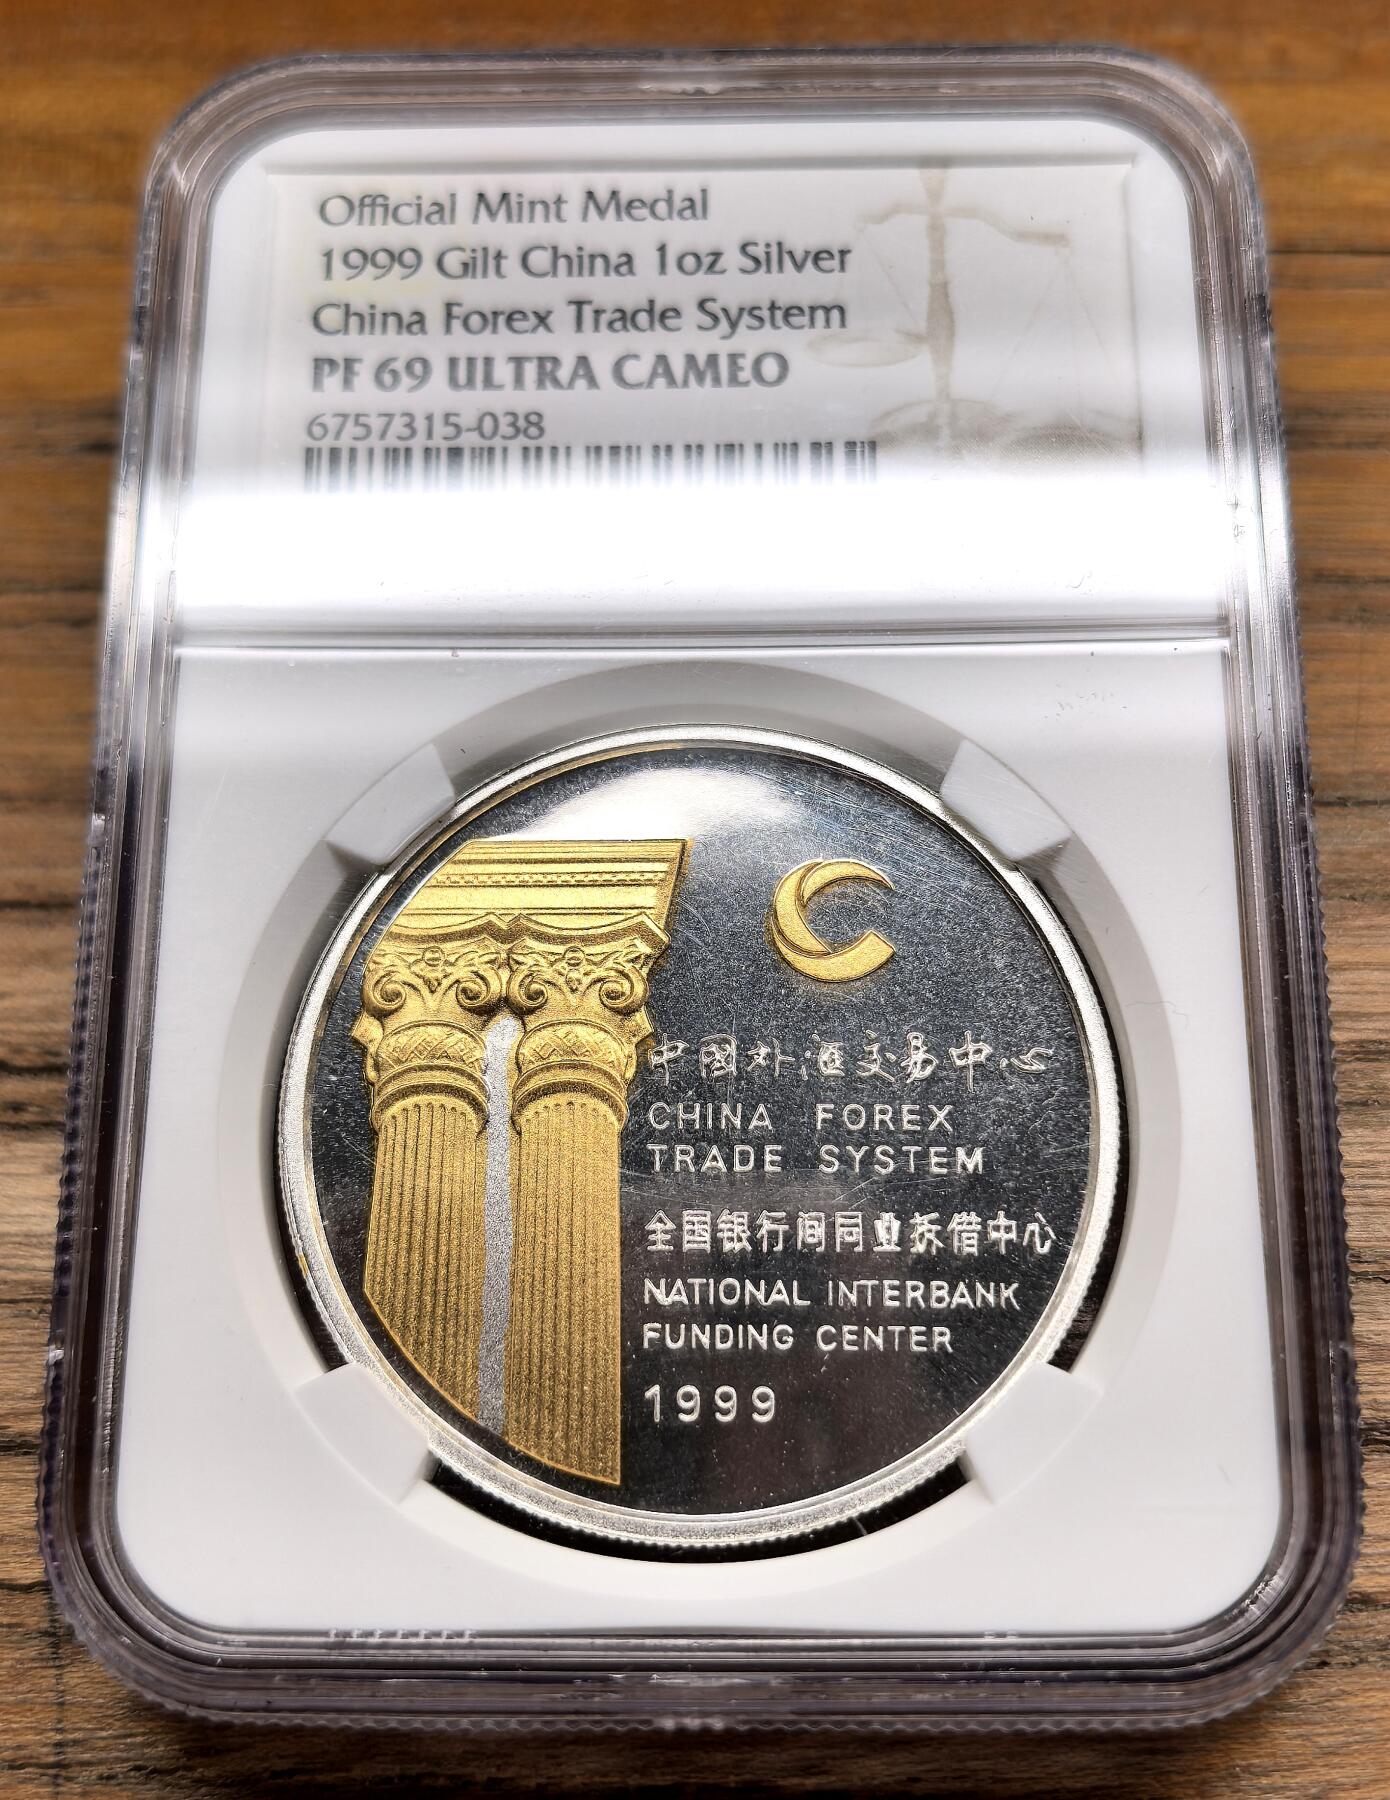 Official Mint Medal
1999 Gilt China 1oz Silver
China Forex Trade System
PF 69 ULTRA CAMEO
6757315-038
中国外汇交易中心
CHINA FOREX
TRADE SYSTEM
全国银行间同业拆借中心
NATIONAL INTERBANK
FUNDING CENTER
1999